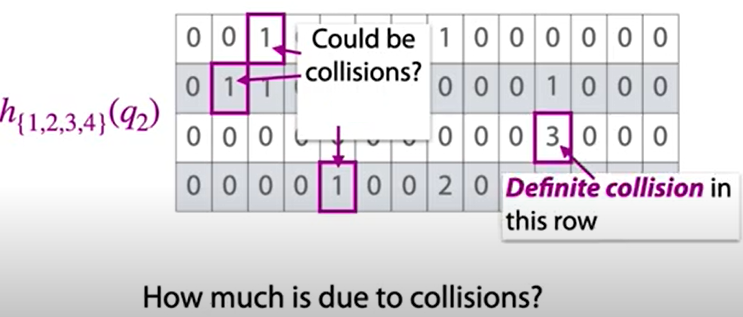 0 0 1 Could be 1 0 0 0 0 0 0
0 1 1 collisions? 0 0 0 1 0 0 0
h{1,2,3,4}(q2)
0 0 0 0 0 0 3 0 0 0
0 0 0 0 1 0 0 2 0 Definite collision in
this row
How much is due to collisions?